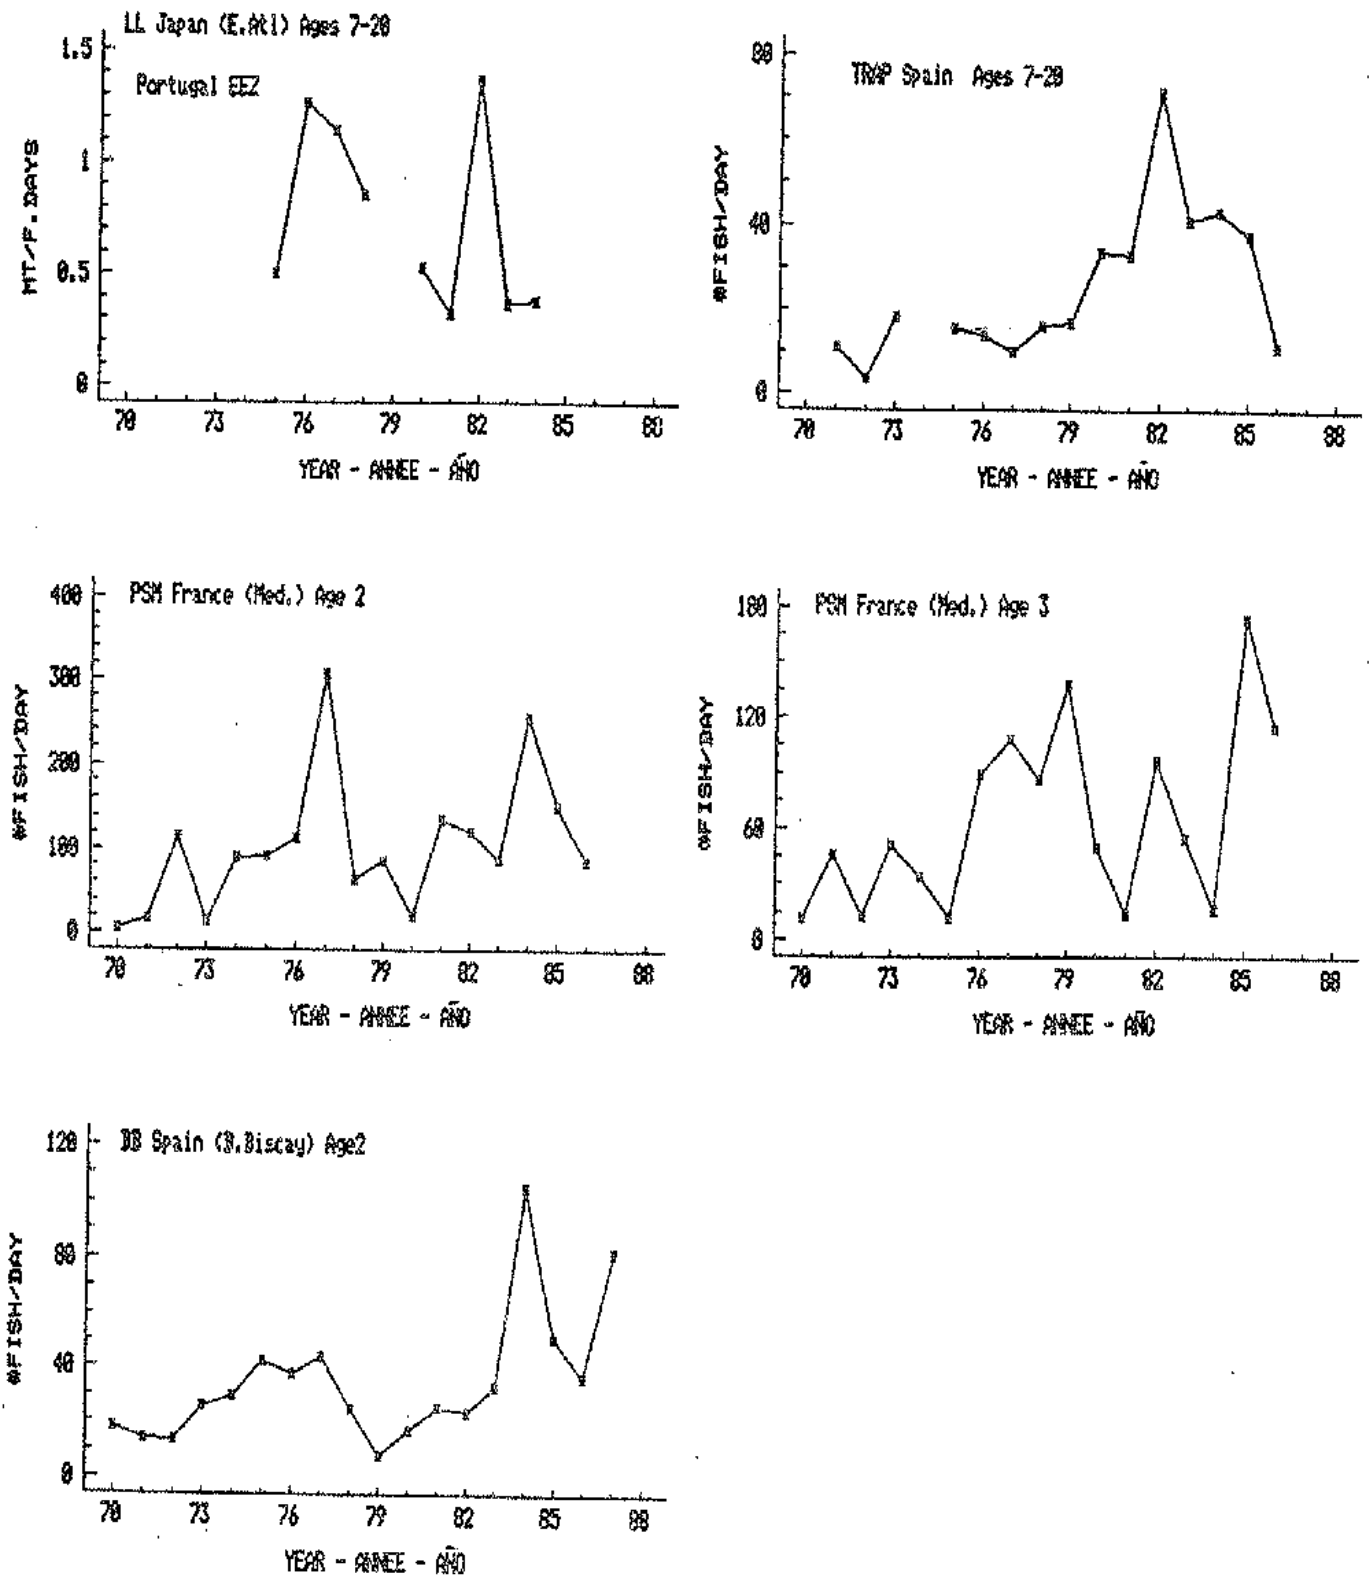 LL Japan (E.Atl) Ages 7-20
Portugal EEZ
1.5
1
0.5
0
MT/F.DAYS
70 73 76 79 82 85 88
YEAR - ANNEE - AÑO
TRAP Spain Ages 7-20
80
40
0
#FISH/DAY
70 73 76 79 82 85 88
YEAR - ANNEE - AÑO
PSM France (Med.) Age 2
400
300
200
100
0
#FISH/DAY
70 73 76 79 82 85 88
YEAR - ANNEE - AÑO
PSM France (Med.) Age 3
180
120
60
0
#FISH/DAY
70 73 76 79 82 85 88
YEAR - ANNEE - AÑO
BB Spain (B.Biscay) Age2
120
80
40
0
#FISH/DAY
70 73 76 79 82 85 88
YEAR - ANNEE - AÑO